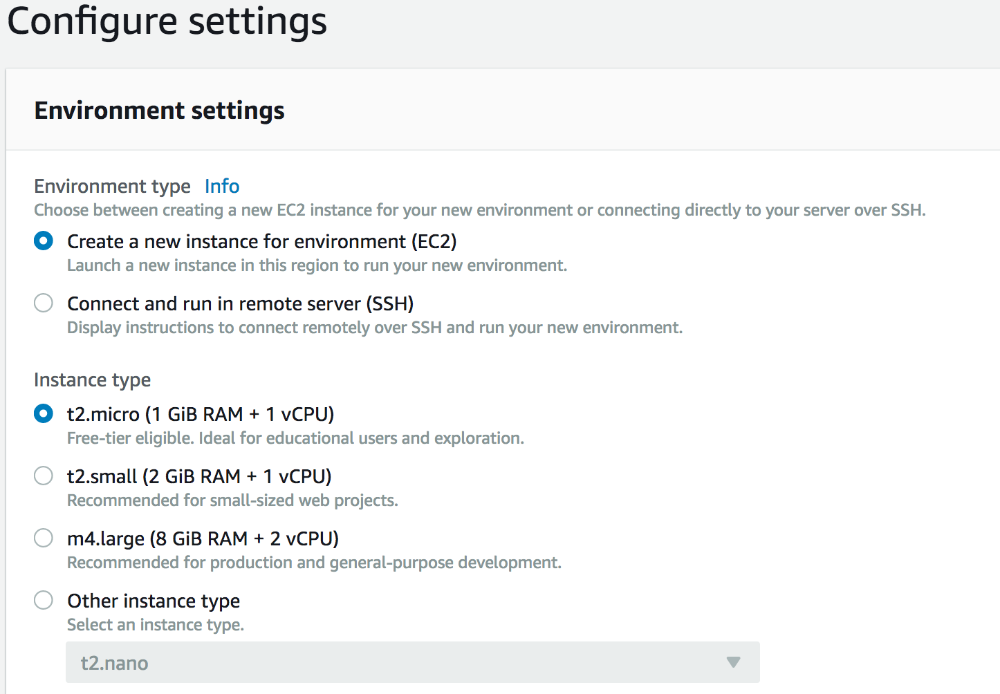 Configure settings
Environment settings
Environment type Info
Choose between creating a new EC2 instance for your new environment or connecting directly to your server over SSH.
Create a new instance for environment (EC2)
Launch a new instance in this region to run your new environment.
Connect and run in remote server (SSH)
Display instructions to connect remotely over SSH and run your new environment.
Instance type
t2.micro (1 GiB RAM + 1 vCPU)
Free-tier eligible. Ideal for educational users and exploration.
t2.small (2 GiB RAM + 1 vCPU)
Recommended for small-sized web projects.
m4.large (8 GiB RAM + 2 vCPU)
Recommended for production and general-purpose development.
Other instance type
Select an instance type.
t2.nano